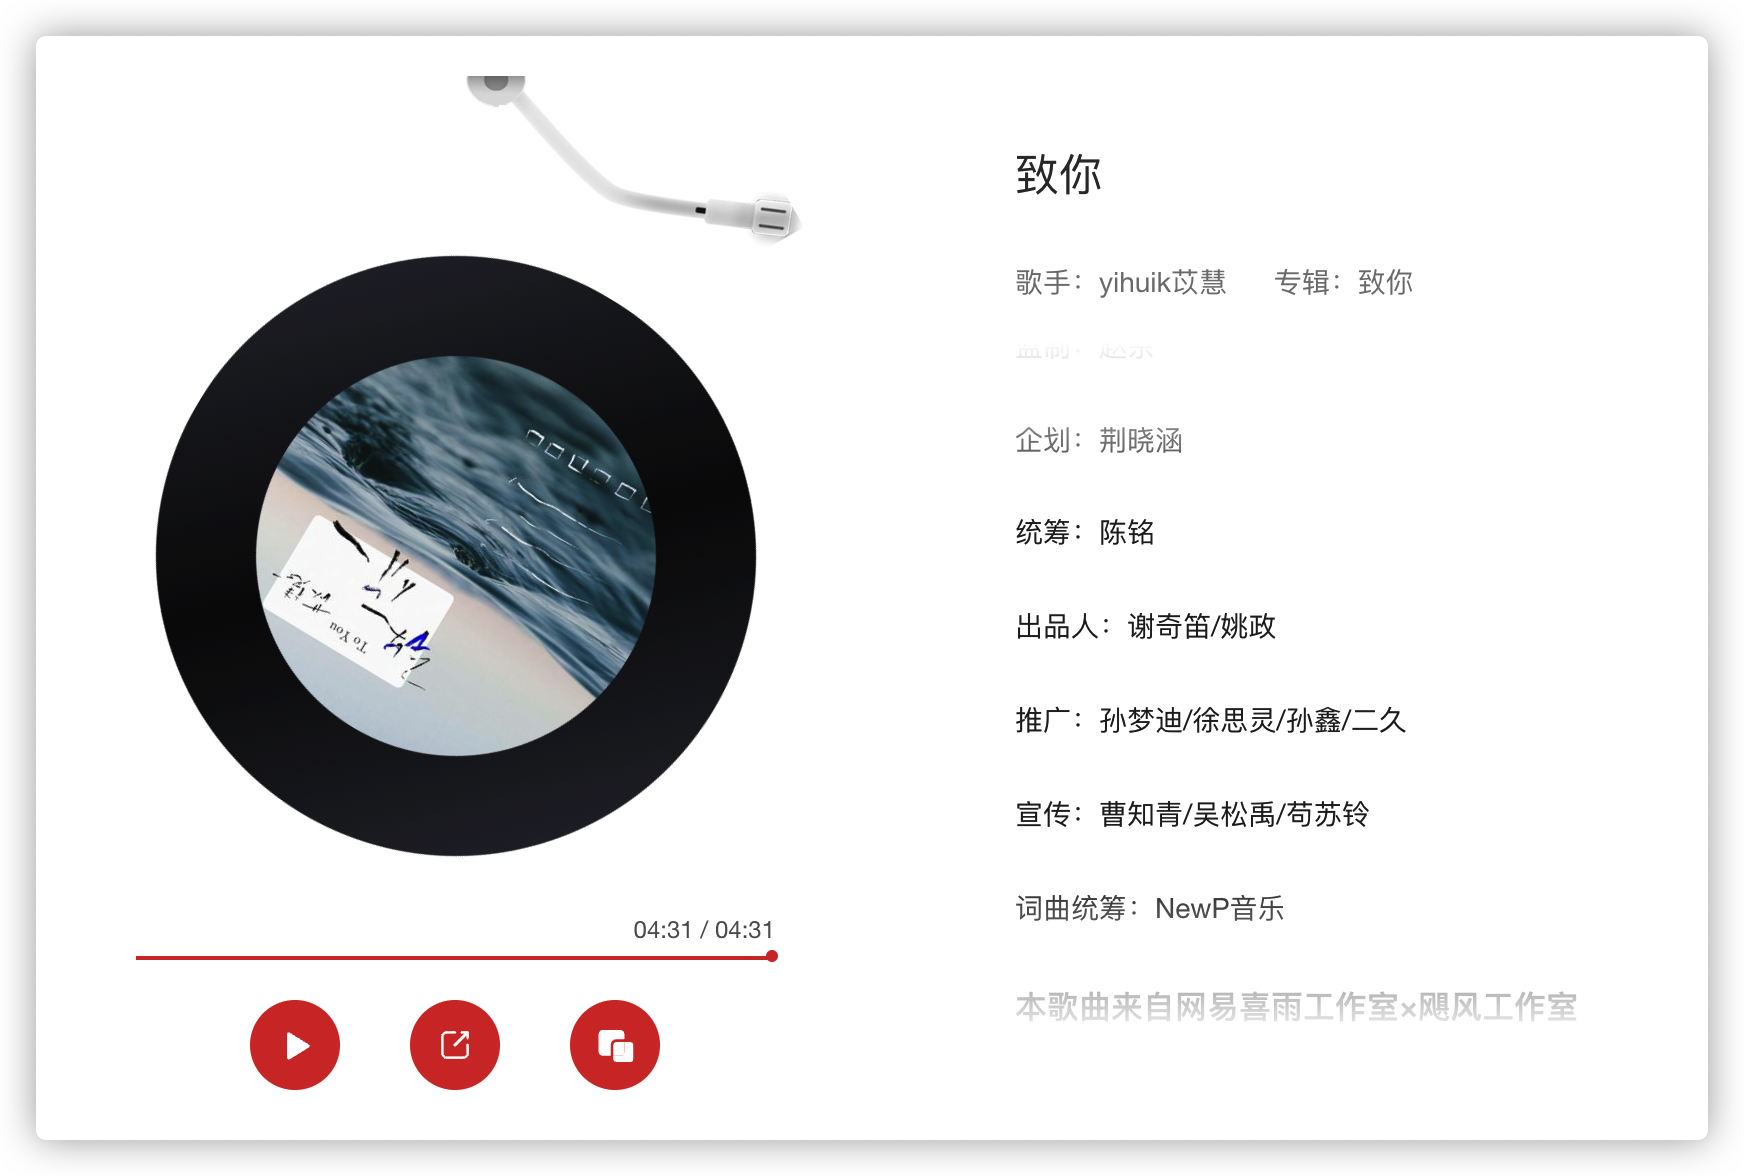 致你
歌手：yihuik苡慧 专辑：致你
监制：赵乐
企划：荆晓涵
统筹：陈铭
出品人：谢奇笛/姚政
推广：孙梦迪/徐思灵/孙鑫/二久
宣传：曹知青/吴松禹/苟苏铃
词曲统筹：NewP音乐
本歌曲来自网易喜雨工作室×飓风工作室
To You
04:31 / 04:31